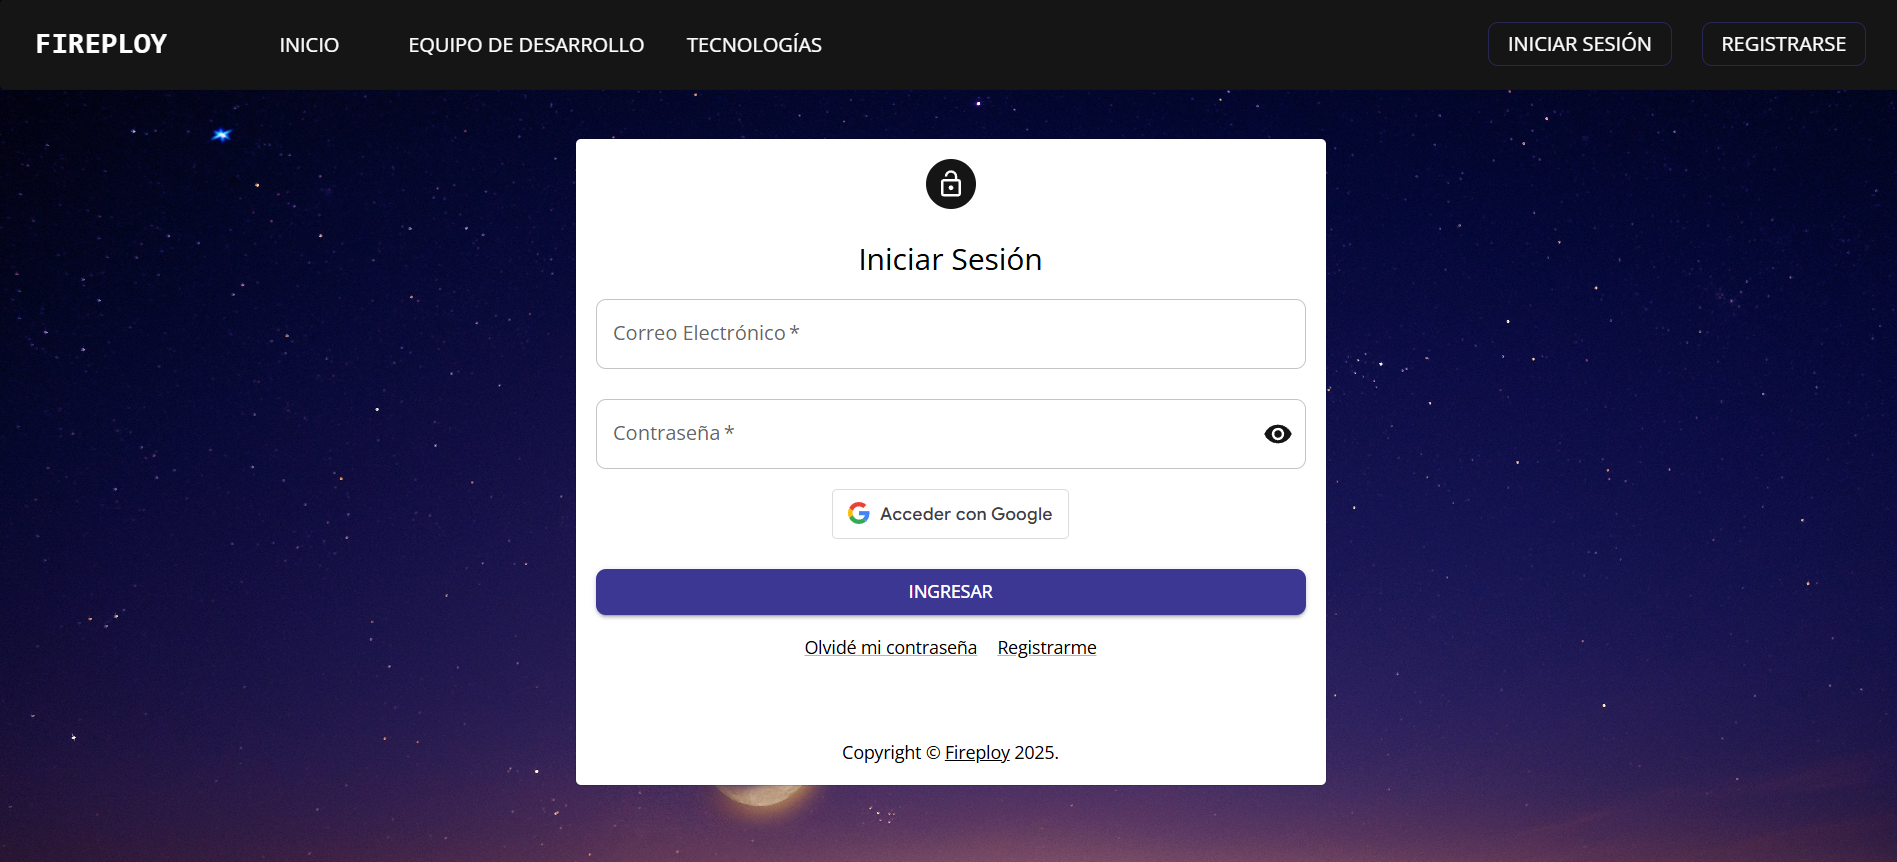 FIREPLOY
INICIO
EQUIPO DE DESARROLLO
TECNOLOGÍAS
INICIAR SESIÓN
REGISTRARSE
Iniciar Sesión
Correo Electrónico *
Contraseña *
Acceder con Google
INGRESAR
Olvidé mi contraseña Registrarme
Copyright © Fireploy 2025.